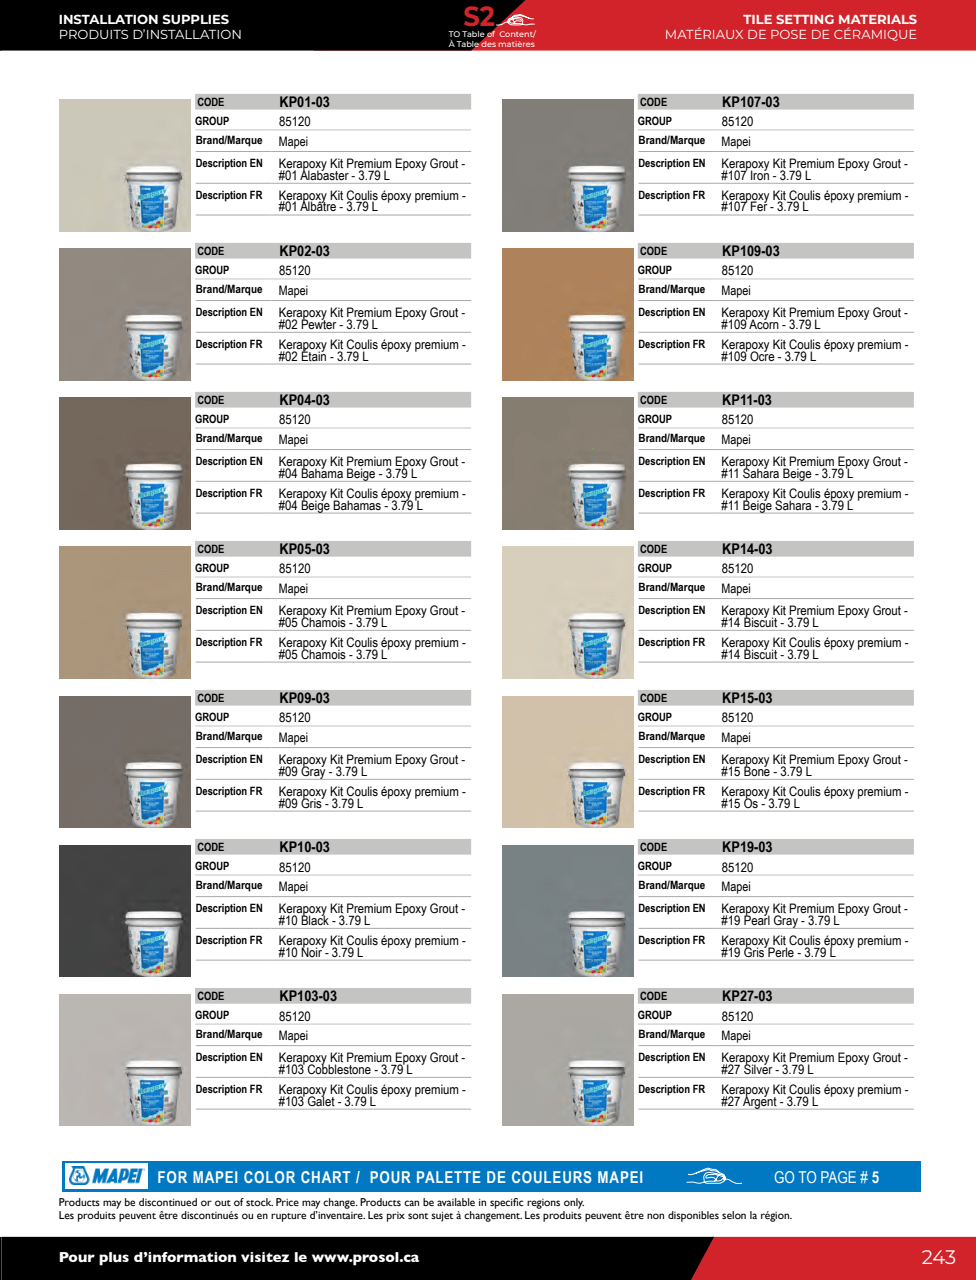 INSTALLATION SUPPLIES
PRODUITS D'INSTALLATION
S2
TO Table of Content/
À Table des matières
TILE SETTING MATERIALS
MATÉRIAUX DE POSE DE CÉRAMIQUE
CODE KP01-03
GROUP 85120
Brand/Marque Mapei
Description EN Kerapoxy Kit Premium Epoxy Grout -
#01 Alabaster - 3.79 L
Description FR Kerapoxy Kit Coulis époxy premium -
#01 Albâtre - 3.79 L
CODE KP02-03
GROUP 85120
Brand/Marque Mapei
Description EN Kerapoxy Kit Premium Epoxy Grout -
#02 Pewter - 3.79 L
Description FR Kerapoxy Kit Coulis époxy premium -
#02 Étain - 3.79 L
CODE KP04-03
GROUP 85120
Brand/Marque Mapei
Description EN Kerapoxy Kit Premium Epoxy Grout -
#04 Bahama Beige - 3.79 L
Description FR Kerapoxy Kit Coulis époxy premium -
#04 Beige Bahamas - 3.79 L
CODE KP05-03
GROUP 85120
Brand/Marque Mapei
Description EN Kerapoxy Kit Premium Epoxy Grout -
#05 Chamois - 3.79 L
Description FR Kerapoxy Kit Coulis époxy premium -
#05 Chamois - 3.79 L
CODE KP09-03
GROUP 85120
Brand/Marque Mapei
Description EN Kerapoxy Kit Premium Epoxy Grout -
#09 Gray - 3.79 L
Description FR Kerapoxy Kit Coulis époxy premium -
#09 Gris - 3.79 L
CODE KP10-03
GROUP 85120
Brand/Marque Mapei
Description EN Kerapoxy Kit Premium Epoxy Grout -
#10 Black - 3.79 L
Description FR Kerapoxy Kit Coulis époxy premium -
#10 Noir - 3.79 L
CODE KP103-03
GROUP 85120
Brand/Marque Mapei
Description EN Kerapoxy Kit Premium Epoxy Grout -
#103 Cobblestone - 3.79 L
Description FR Kerapoxy Kit Coulis époxy premium -
#103 Galet - 3.79 L
CODE KP107-03
GROUP 85120
Brand/Marque Mapei
Description EN Kerapoxy Kit Premium Epoxy Grout -
#107 Iron - 3.79 L
Description FR Kerapoxy Kit Coulis époxy premium -
#107 Fer - 3.79 L
CODE KP109-03
GROUP 85120
Brand/Marque Mapei
Description EN Kerapoxy Kit Premium Epoxy Grout -
#109 Acorn - 3.79 L
Description FR Kerapoxy Kit Coulis époxy premium -
#109 Ocre - 3.79 L
CODE KP11-03
GROUP 85120
Brand/Marque Mapei
Description EN Kerapoxy Kit Premium Epoxy Grout -
#11 Sahara Beige - 3.79 L
Description FR Kerapoxy Kit Coulis époxy premium -
#11 Beige Sahara - 3.79 L
CODE KP14-03
GROUP 85120
Brand/Marque Mapei
Description EN Kerapoxy Kit Premium Epoxy Grout -
#14 Biscuit - 3.79 L
Description FR Kerapoxy Kit Coulis époxy premium -
#14 Biscuit - 3.79 L
CODE KP15-03
GROUP 85120
Brand/Marque Mapei
Description EN Kerapoxy Kit Premium Epoxy Grout -
#15 Bone - 3.79 L
Description FR Kerapoxy Kit Coulis époxy premium -
#15 Os - 3.79 L
CODE KP19-03
GROUP 85120
Brand/Marque Mapei
Description EN Kerapoxy Kit Premium Epoxy Grout -
#19 Pearl Gray - 3.79 L
Description FR Kerapoxy Kit Coulis époxy premium -
#19 Gris Perle - 3.79 L
CODE KP27-03
GROUP 85120
Brand/Marque Mapei
Description EN Kerapoxy Kit Premium Epoxy Grout -
#27 Silver - 3.79 L
Description FR Kerapoxy Kit Coulis époxy premium -
#27 Argent - 3.79 L
MAPEI FOR MAPEI COLOR CHART / POUR PALETTE DE COULEURS MAPEI GO TO PAGE # 5
Products may be discontinued or out of stock. Price may change. Products can be available in specific regions only.
Les produits peuvent être discontinués ou en rupture d'inventaire. Les prix sont sujet à changement. Les produits peuvent être non disponibles selon la région.
Pour plus d'information visitez le www.prosol.ca
243